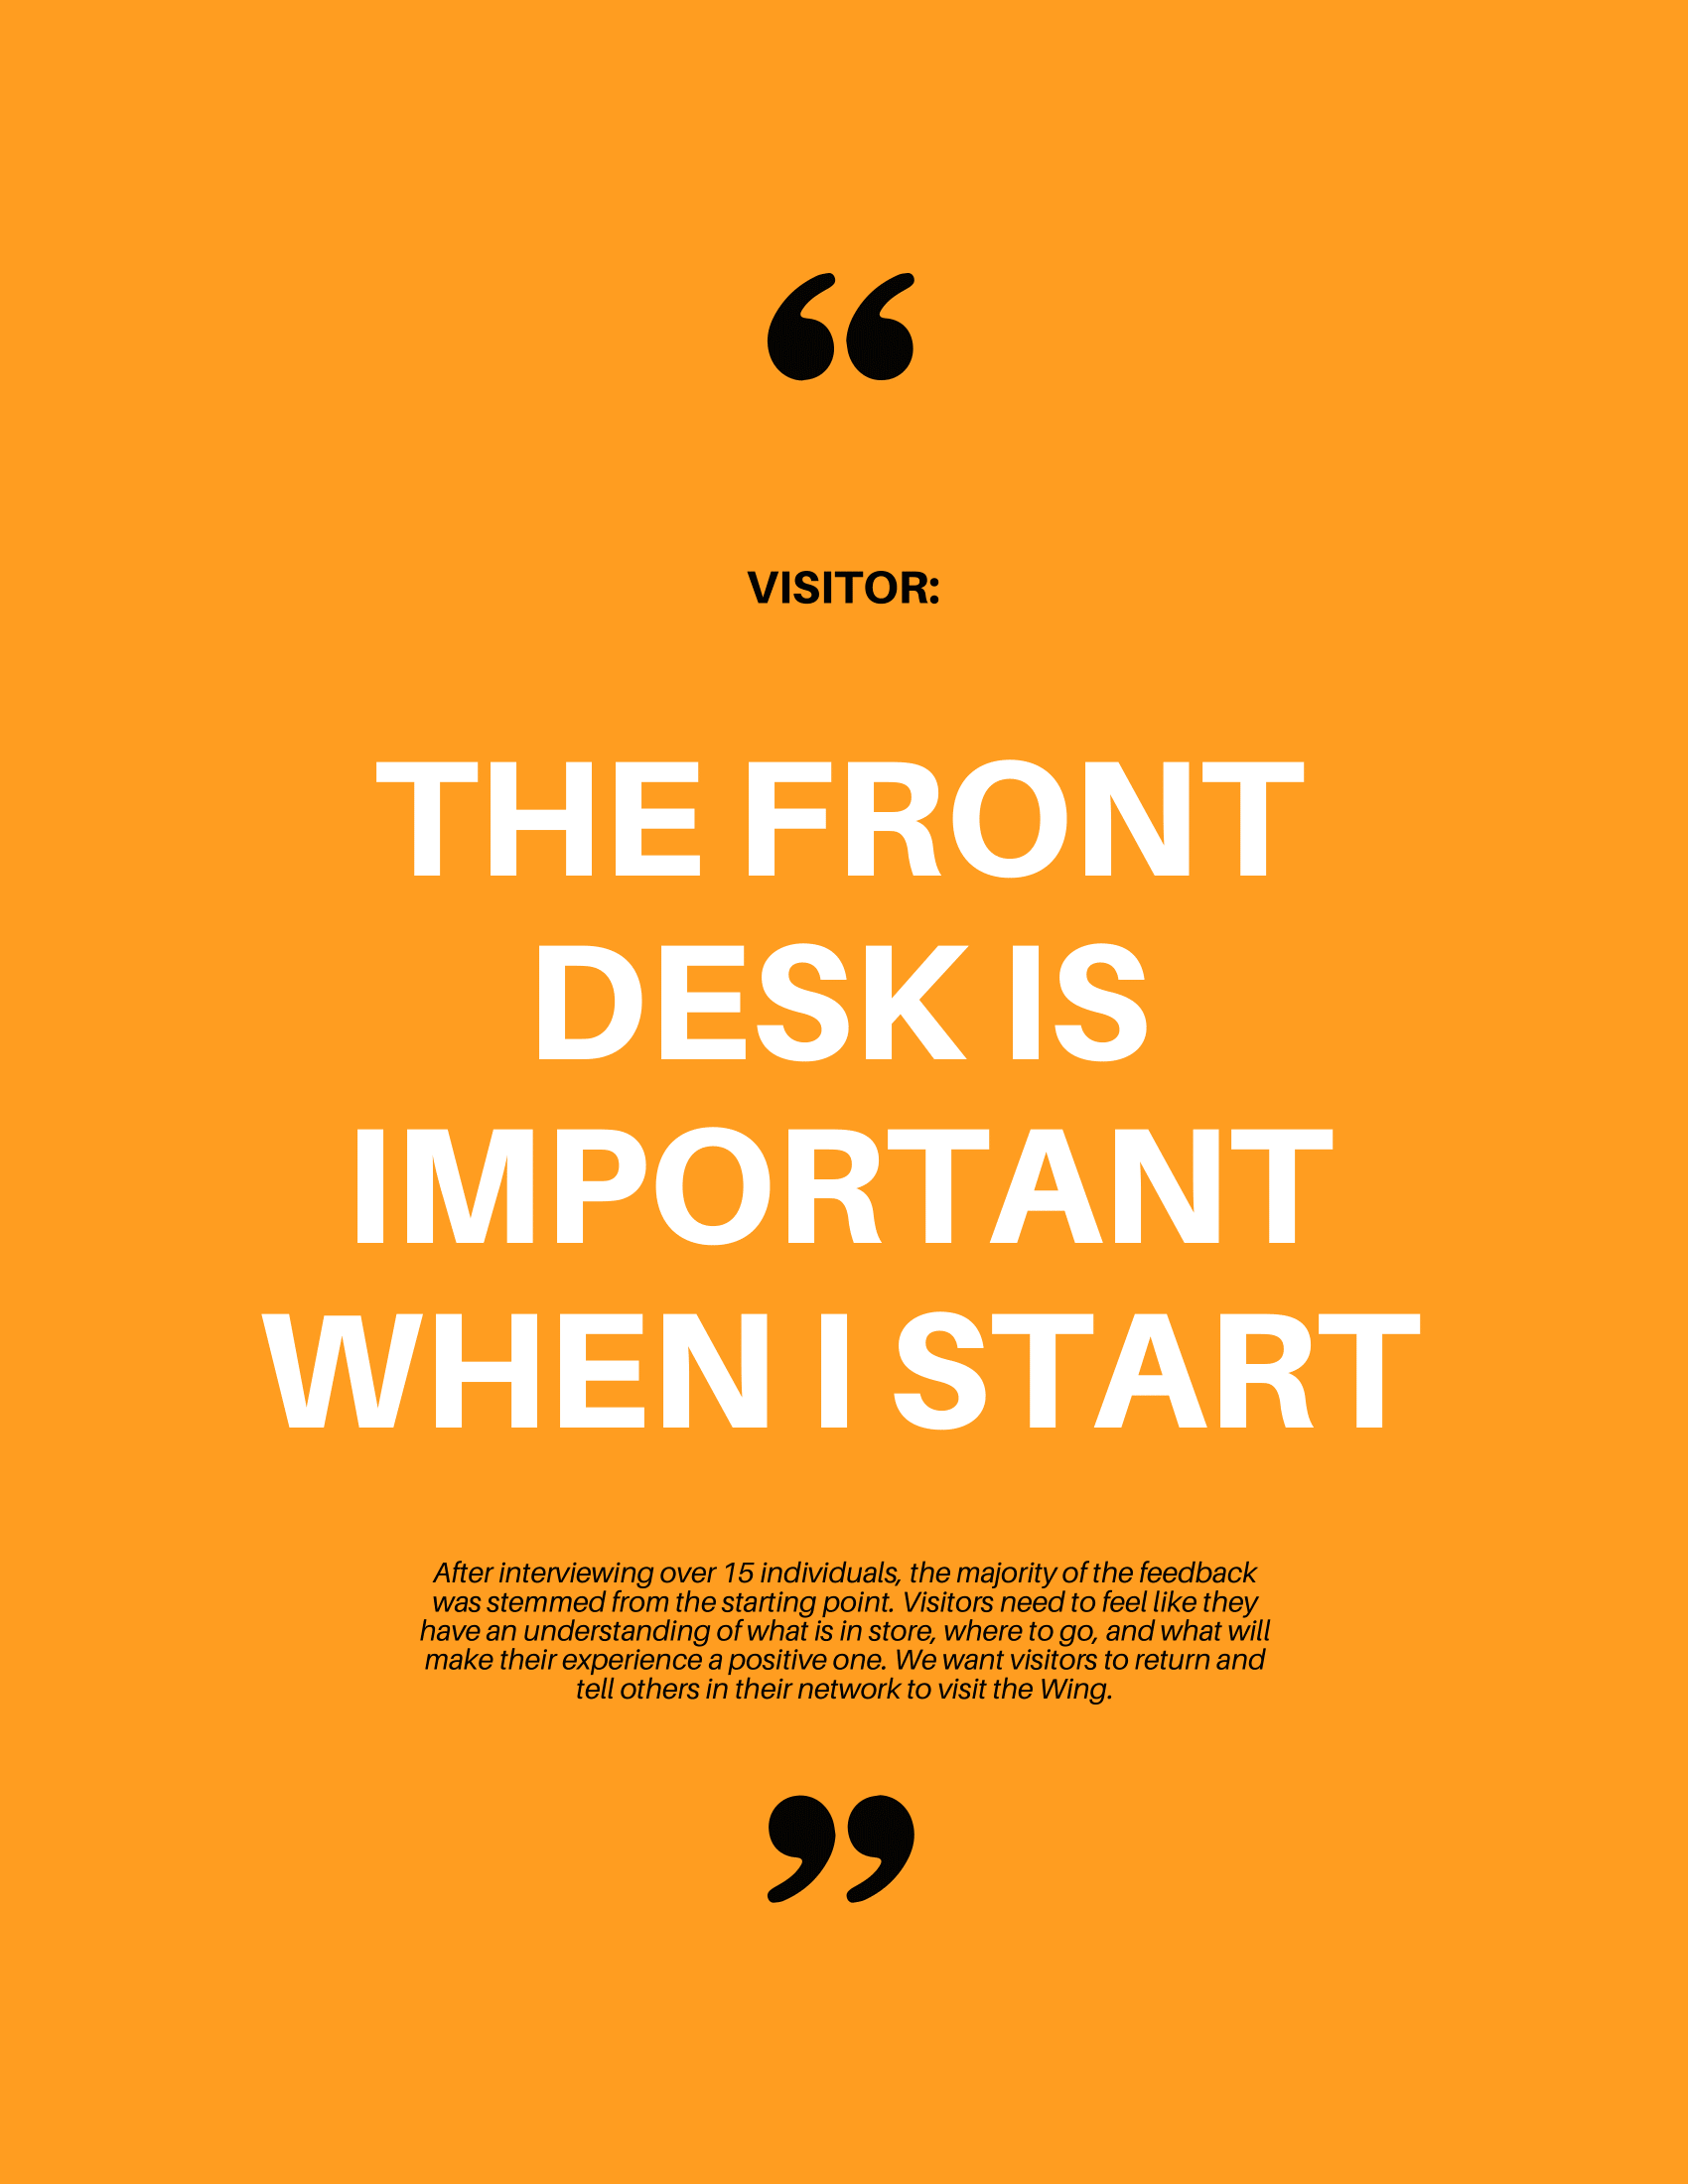 “
VISITOR:
THE FRONT
DESK IS
IMPORTANT
WHEN I START
After interviewing over 15 individuals, the majority of the feedback
was stemmed from the starting point. Visitors need to feel like they
have an understanding of what is in store, where to go, and what will
make their experience a positive one. We want visitors to return and
tell others in their network to visit the Wing.
”